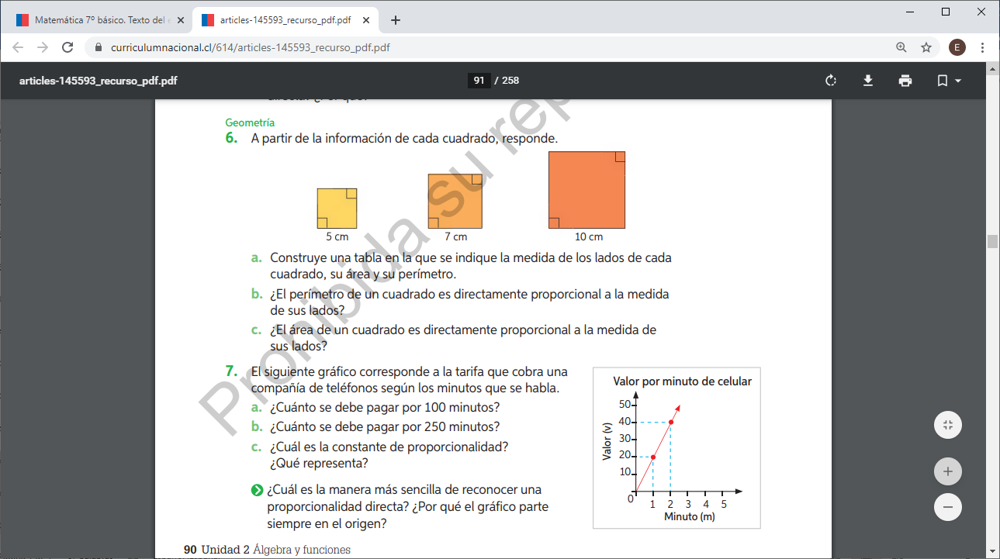 Matemática 7º básico. Texto del e
articles-145593_recurso_pdf.pdf
curriculumnacional.cl/614/articles-145593_recurso_pdf.pdf
E
articles-145593_recurso_pdf.pdf
91 / 258
Geometría
6. A partir de la información de cada cuadrado, responde.
5 cm
7 cm
10 cm
a. Construye una tabla en la que se indique la medida de los lados de cada
cuadrado, su área y su perímetro.
b. ¿El perímetro de un cuadrado es directamente proporcional a la medida
de sus lados?
c. ¿El área de un cuadrado es directamente proporcional a la medida de
sus lados?
7. El siguiente gráfico corresponde a la tarifa que cobra una
compañía de teléfonos según los minutos que se habla.
a. ¿Cuánto se debe pagar por 100 minutos?
b. ¿Cuánto se debe pagar por 250 minutos?
c. ¿Cuál es la constante de proporcionalidad?
¿Qué representa?
¿Cuál es la manera más sencilla de reconocer una
proporcionalidad directa? ¿Por qué el gráfico parte
siempre en el origen?
Valor por minuto de celular
Valor (v)
50
40
30
20
10
0
1 2 3 4 5
Minuto (m)
90 Unidad 2 Álgebra y funciones
Prohibida su rep